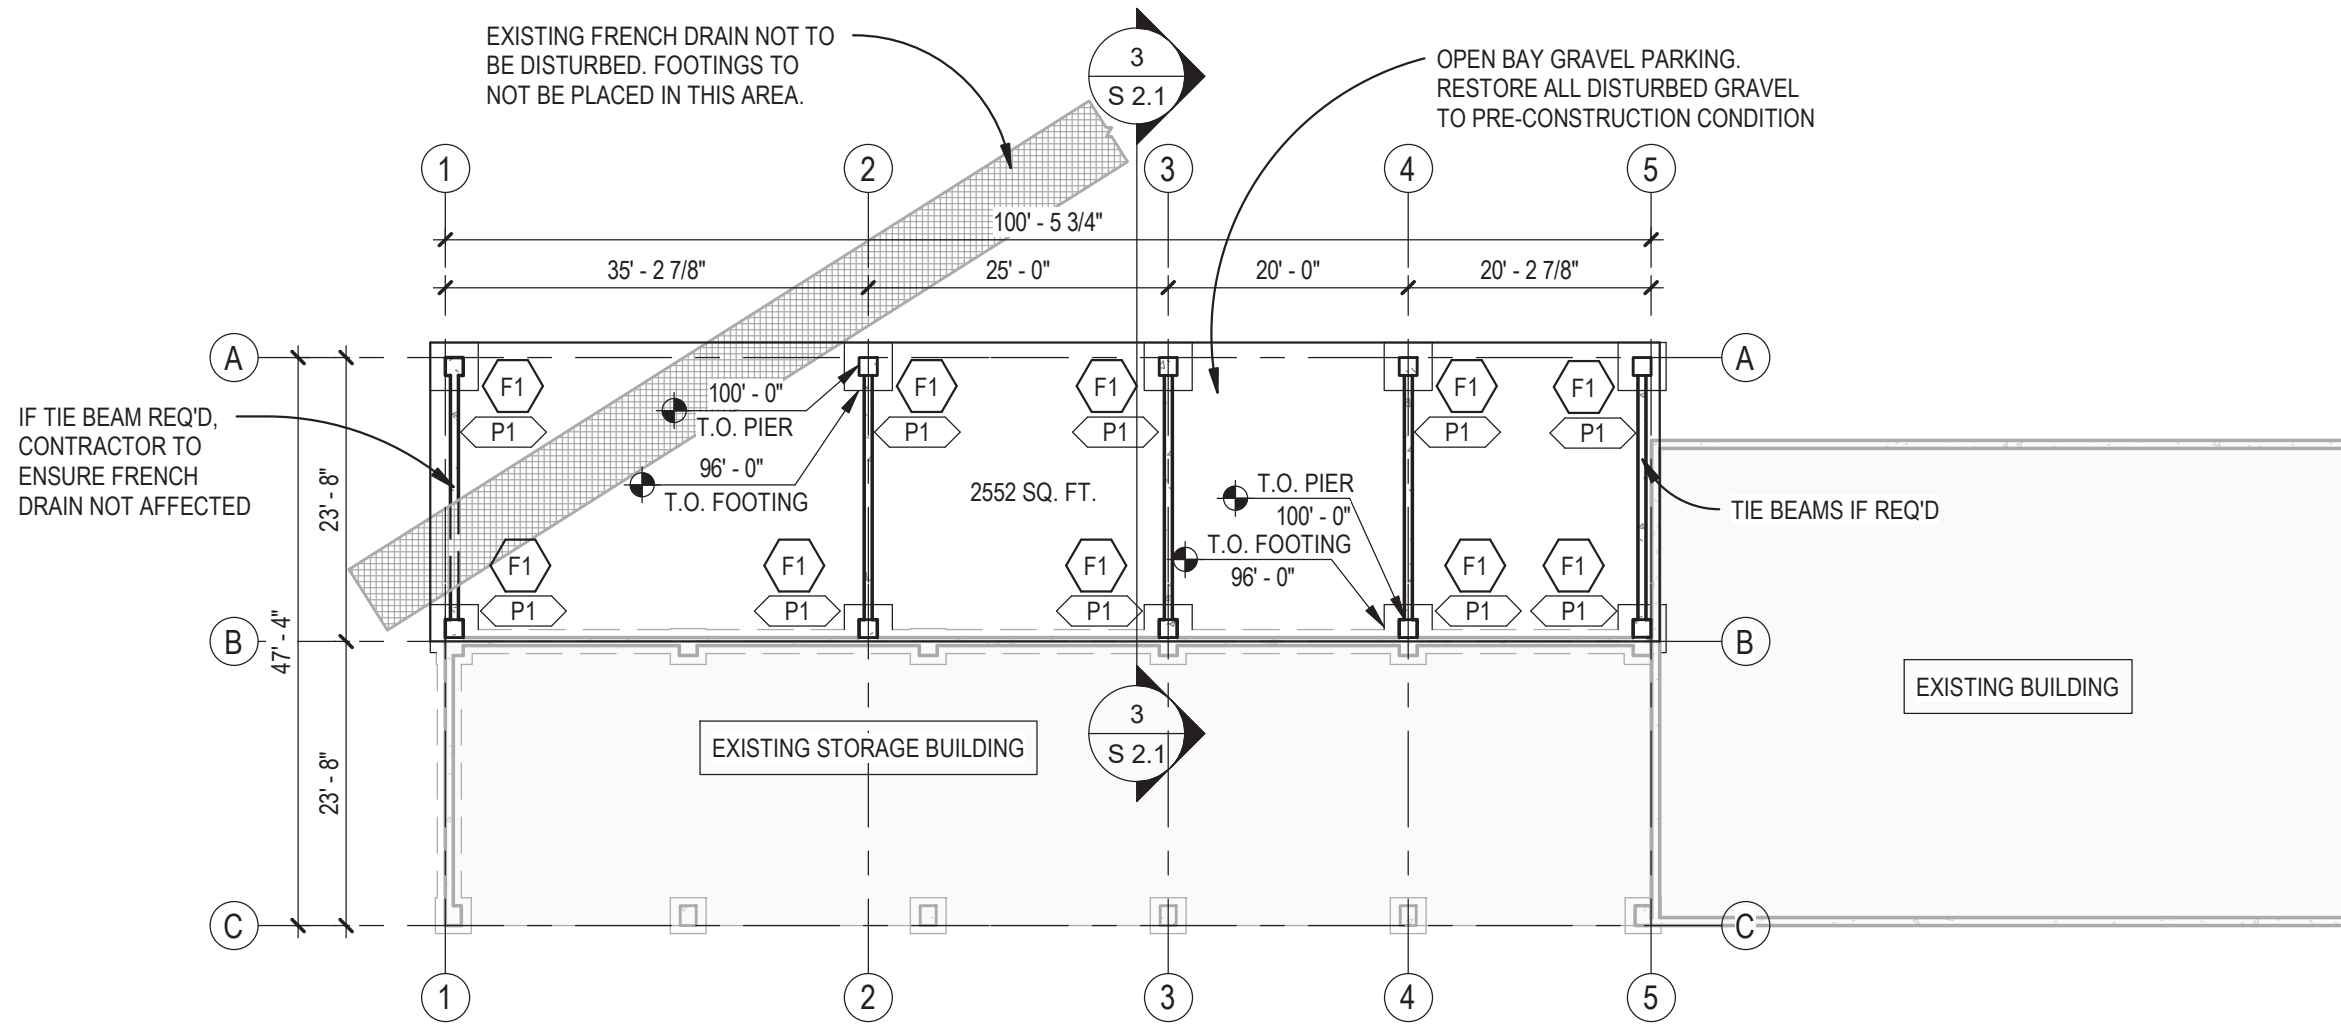 EXISTING FRENCH DRAIN NOT TO
BE DISTURBED. FOOTINGS TO
NOT BE PLACED IN THIS AREA.
3
S 2.1
OPEN BAY GRAVEL PARKING.
RESTORE ALL DISTURBED GRAVEL
TO PRE-CONSTRUCTION CONDITION
1
2
3
4
5
100' - 5 3/4"
35' - 2 7/8"
25' - 0"
20' - 0"
20' - 2 7/8"
A
A
F1
F1
F1
F1
F1
P1
P1
P1
P1
P1
100' - 0"
T.O. PIER
96' - 0"
T.O. FOOTING
IF TIE BEAM REQ'D,
CONTRACTOR TO
ENSURE FRENCH
DRAIN NOT AFFECTED
23' - 8"
2552 SQ. FT.
T.O. PIER
100' - 0"
T.O. FOOTING
96' - 0"
TIE BEAMS IF REQ'D
F1
F1
F1
F1
F1
P1
P1
P1
P1
P1
47' - 4"
B
B
EXISTING BUILDING
3
S 2.1
EXISTING STORAGE BUILDING
23' - 8"
C
C
1
2
3
4
5